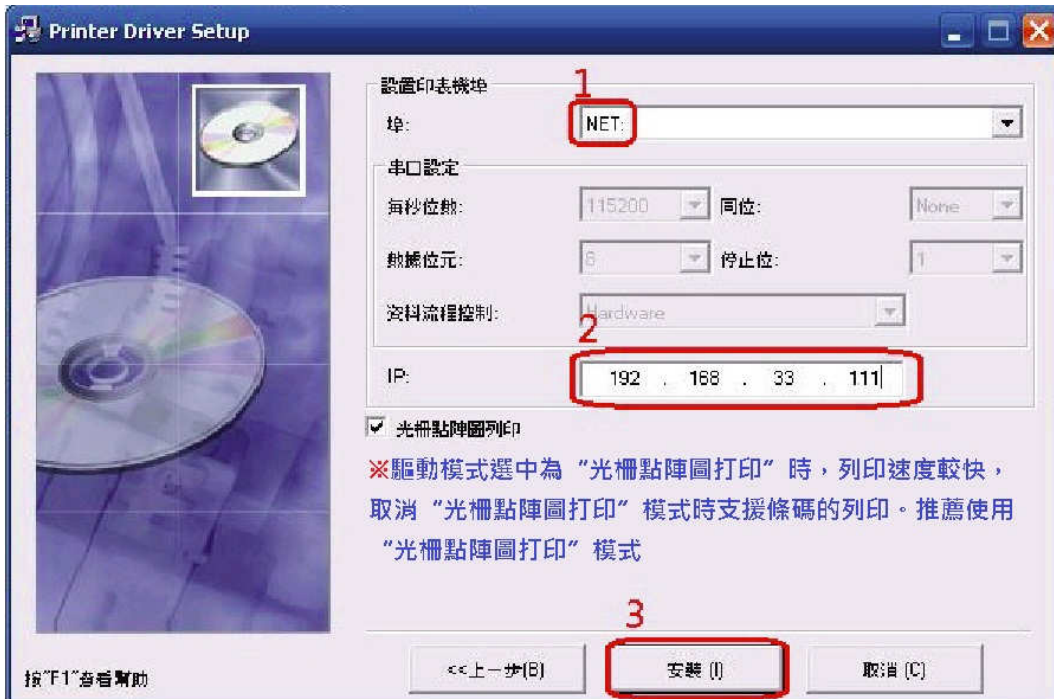 Printer Driver Setup
設置印表機埠
1
埠: NET:
串口設定
每秒位數: 115200 同位: None
數據位元: 8 停止位: 1
資料流程控制: Hardware
2
IP: 192 . 168 . 33 . 111
光柵點陣圖列印
※驅動模式選中為“光柵點陣圖打印”時，列印速度較快，
取消“光柵點陣圖打印”模式時支援條碼的列印。推薦使用
“光柵點陣圖打印”模式
3
按"F1"查看幫助
<<上一步(B) 安裝 (I) 取消 (C)